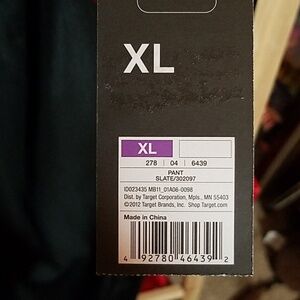 XL
XL
278 | 04 | 6439
PANT
SLATE/302097
ID023435 MB11_01A06-0098
Dist. by Target Corporation, Mpls., MN 55403
©2012 Target Brands, Inc. Shop Target.com
Made in China
4 92780 46439 2